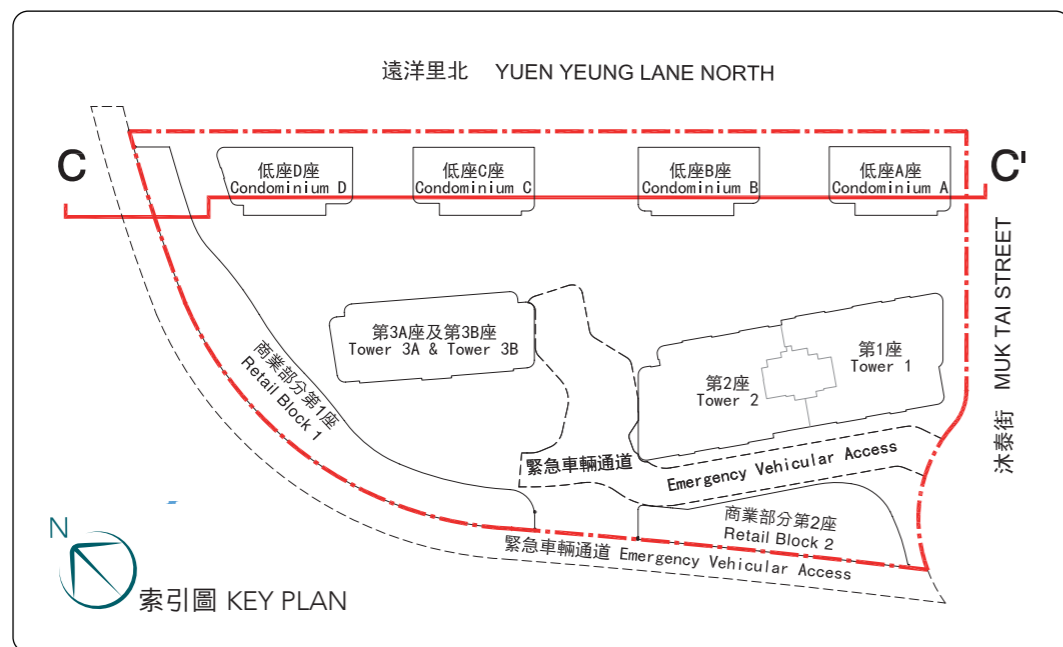 遠洋里北 YUEN YEUNG LANE NORTH
C
低座D座
Condominium D
低座C座
Condominium C
低座B座
Condominium B
低座A座
Condominium A
C'
沐泰街 MUK TAI STREET
第3A座及第3B座
Tower 3A & Tower 3B
第1座
Tower 1
第2座
Tower 2
商業部分第1座
Retail Block 1
緊急車輛通道 Emergency Vehicular Access
商業部分第2座
Retail Block 2
緊急車輛通道 Emergency Vehicular Access
N
索引圖 KEY PLAN